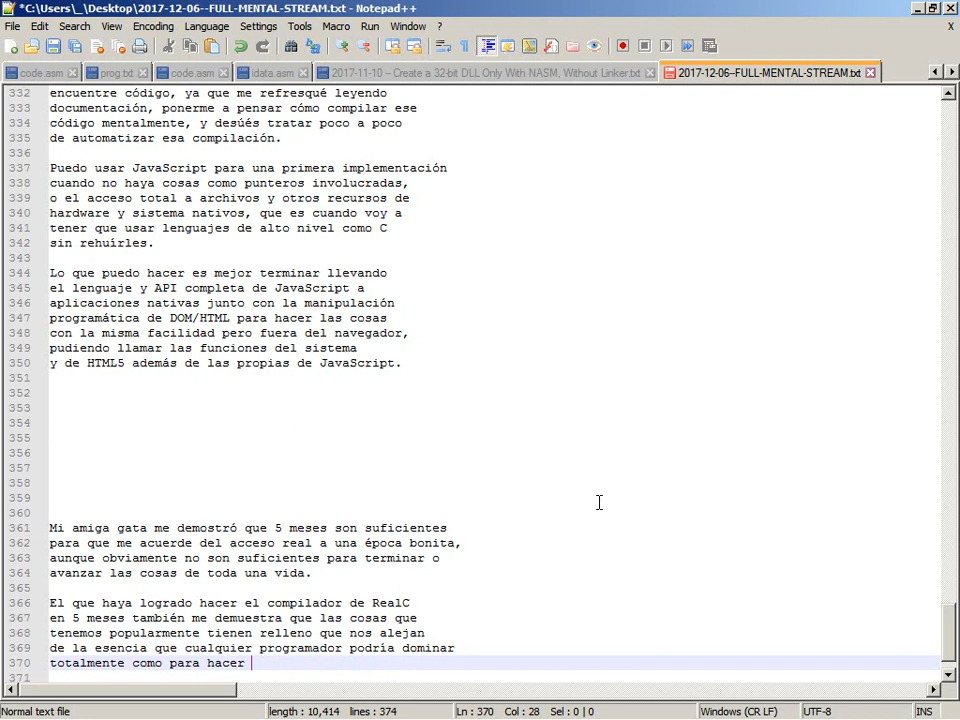 *C:\Users\_\Desktop\2017-12-06--FULL-MENTAL-STREAM.txt - Notepad++
File Edit Search View Encoding Language Settings Tools Macro Run Window ? X
code.asm prog.txt code.asm idata.asm 2017-11-10 -- Create a 32-bit DLL Only With NASM, Without Linker.txt 2017-12-06--FULL-MENTAL-STREAM.txt
332 encuentre código, ya que me refresqué leyendo
333 documentación, ponerme a pensar cómo compilar ese
334 código mentalmente, y desúés tratar poco a poco
335 de automatizar esa compilación.
336
337 Puedo usar JavaScript para una primera implementación
338 cuando no haya cosas como punteros involucradas,
339 o el acceso total a archivos y otros recursos de
340 hardware y sistema nativos, que es cuando voy a
341 tener que usar lenguajes de alto nivel como C
342 sin rehuírles.
343
344 Lo que puedo hacer es mejor terminar llevando
345 el lenguaje y API completa de JavaScript a
346 aplicaciones nativas junto con la manipulación
347 programática de DOM/HTML para hacer las cosas
348 con la misma facilidad pero fuera del navegador,
349 pudiendo llamar las funciones del sistema
350 y de HTML5 además de las propias de JavaScript.
351
352
353
354
355
356
357
358
359
360
361 Mi amiga gata me demostró que 5 meses son suficientes
362 para que me acuerde del acceso real a una época bonita,
363 aunque obviamente no son suficientes para terminar o
364 avanzar las cosas de toda una vida.
365
366 El que haya logrado hacer el compilador de RealC
367 en 5 meses también me demuestra que las cosas que
368 tenemos popularmente tienen relleno que nos alejan
369 de la esencia que cualquier programador podría dominar
370 totalmente como para hacer
371
Normal text file length : 10,414 lines : 374 Ln : 370 Col : 28 Sel : 0 | 0 Windows (CR LF) UTF-8 INS